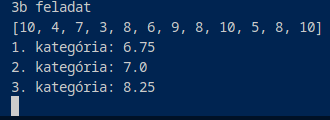 3b feladat
[10, 4, 7, 3, 8, 6, 9, 8, 10, 5, 8, 10]
1. kategória: 6.75
2. kategória: 7.0
3. kategória: 8.25